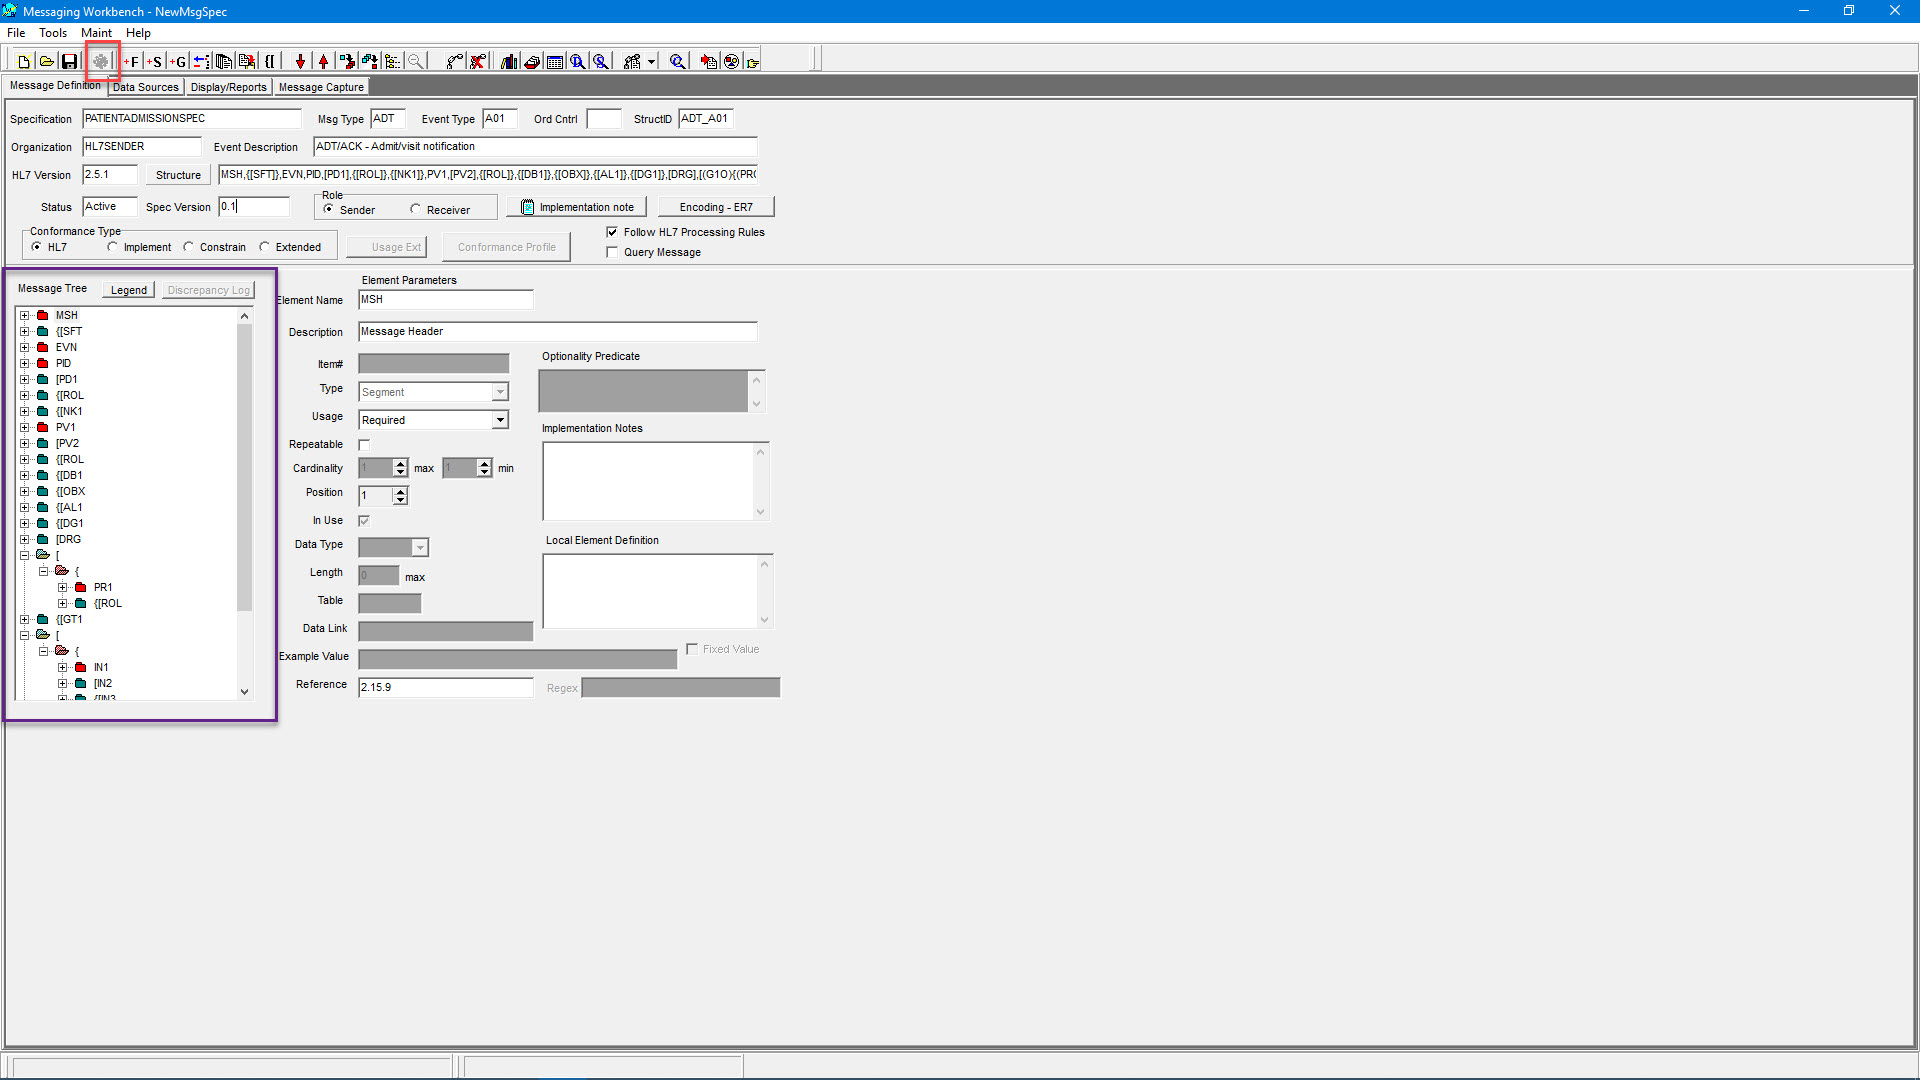 Messaging Workbench - NewMsgSpec
File Tools Maint Help
+F +S +G {[
Message Definition Data Sources Display/Reports Message Capture
Specification PATIENTADMISSIONSPEC Msg Type ADT Event Type A01 Ord Cntrl StructID ADT_A01
Organization HL7SENDER Event Description ADT/ACK - Admit/visit notification
HL7 Version 2.5.1 Structure MSH,{[SFT]},EVN,PID,[PD1],{[ROL]},{[NK1]},PV1,[PV2],{[ROL]},{[DB1]},{[OBX]},{[AL1]},{[DG1]},[DRG],[(G1O){(PR
Status Active Spec Version 0.1 Role Sender Receiver Implementation note Encoding - ER7
Conformance Type HL7 Implement Constrain Extended Usage Ext Conformance Profile
Follow HL7 Processing Rules
Query Message
Message Tree Legend Discrepancy Log
MSH
{[SFT
EVN
PID
[PD1
{[ROL
{[NK1
PV1
[PV2
{[ROL
{[DB1
{[OBX
{[AL1
{[DG1
[DRG
[
{
PR1
{[ROL
{[GT1
[
{
IN1
[IN2
{[IN3
Element Parameters
Element Name MSH
Description Message Header
Item# Optionality Predicate
Type Segment
Usage Required
Implementation Notes
Repeatable
Cardinality 1 max 1 min
Position 1
In Use
Data Type Local Element Definition
Length 0 max
Table
Data Link
Example Value Fixed Value
Reference 2.15.9 Regex